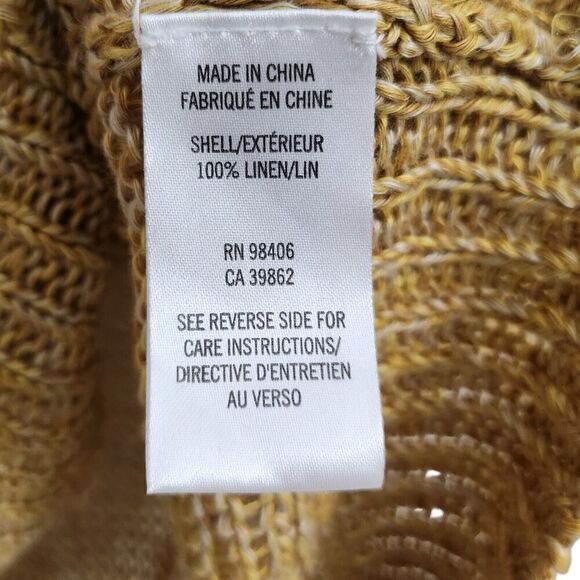 MADE IN CHINA
FABRIQUÉ EN CHINE
SHELL/EXTÉRIEUR
100% LINEN/LIN
RN 98406
CA 39862
SEE REVERSE SIDE FOR
CARE INSTRUCTIONS/
DIRECTIVE D'ENTRETIEN
AU VERSO